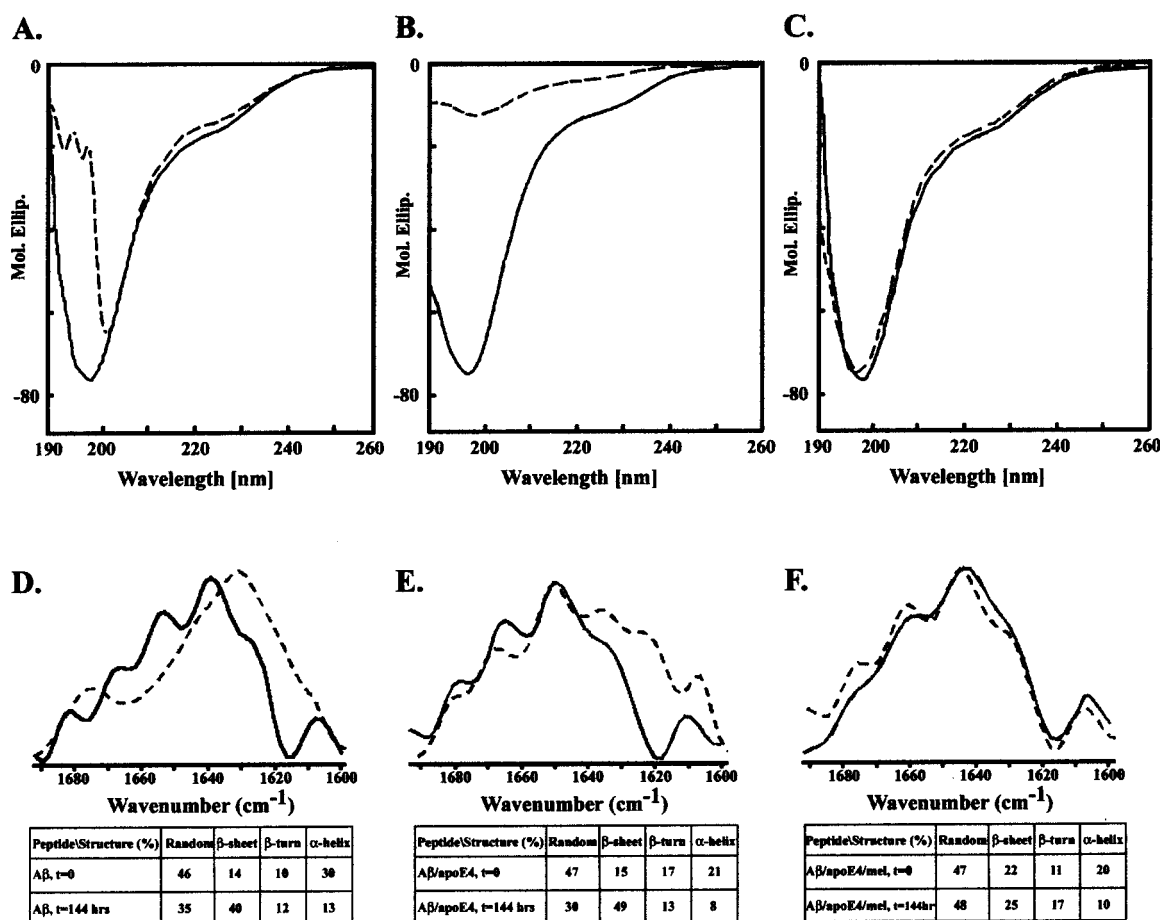 A.
B.
C.
0
0
0
Mol. Ellip.
Mol. Ellip.
Mol. Ellip.
-80
-80
-80
190 200 220 240 260
190 200 220 240 260
190 200 220 240 260
Wavelength [nm]
Wavelength [nm]
Wavelength [nm]
D.
E.
F.
1680 1660 1640 1620 1600
1680 1660 1640 1620 1600
1680 1660 1640 1620 1600
Wavenumber (cm⁻¹)
Wavenumber (cm⁻¹)
Wavenumber (cm⁻¹)
Peptide\Structure (%) Random β-sheet β-turn α-helix
Aβ, t=0 46 14 10 30
Aβ, t=144 hrs 35 40 12 13
Peptide\Structure (%) Random β-sheet β-turn α-helix
Aβ/apoE4, t=0 47 15 17 21
Aβ/apoE4, t=144 hrs 30 49 13 8
Peptide\Structure (%) Random β-sheet β-turn α-helix
Aβ/apoE4/mel, t=0 47 22 11 20
Aβ/apoE4/mel, t=144hr 48 25 17 10